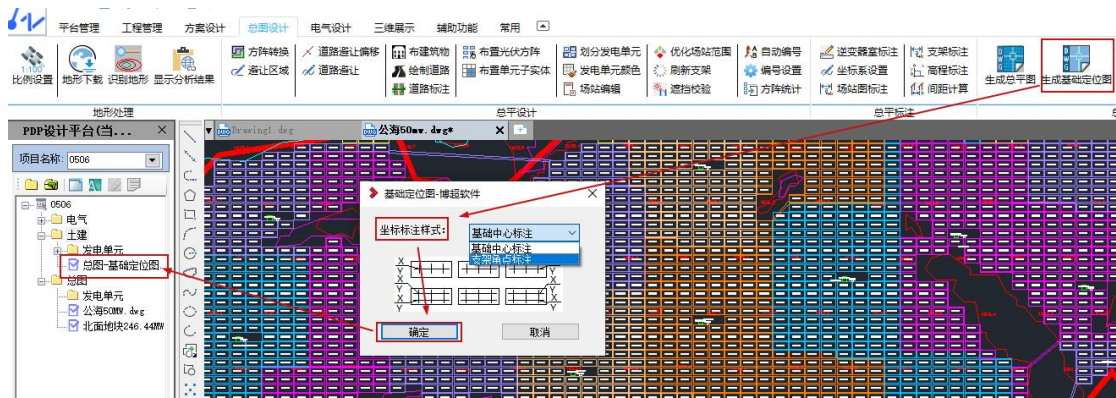 平台管理 工程管理 方案设计 总图设计 电气设计 三维展示 辅助功能 常用
1:100
比例设置 地形下载 识别地形 显示分析结果
方阵转换 道路避让偏移 布建筑物 布置光伏方阵 划分发电单元 优化场站范围 自动编号 逆变器室标注 支架标注
避让区域 道路避让 绘制道路 布置单元子实体 发电单元颜色 刷新支架 编号设置 坐标系设置 高程标注
道路标注 场站编辑 遮挡校验 方阵统计 场站图标注 间距计算
生成总平图 生成基础定位图
地形处理 总平设计 总平标注
PDP设计平台(当... ×
Drawing1.dwg 公海50mw.dwg* X
项目名称: 0506
0506
电气
土建
发电单元
总图-基础定位图
总图
发电单元
公海50MW.dwg
北面地块246.44MW
基础定位图-博超软件
坐标标注样式:
基础中心标注
基础中心标注
支架角点标注
X X
Y Y
Y Y
X X
Y Y
确定 取消